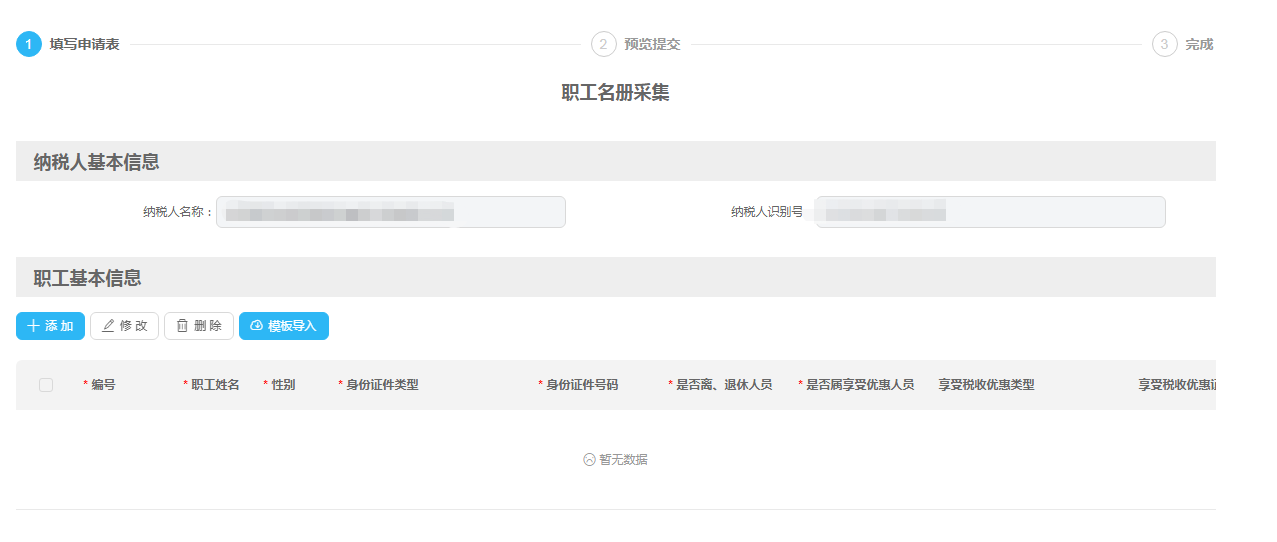 1 填写申请表 2 预览提交 3 完成
职工名册采集
纳税人基本信息
纳税人名称： 纳税人识别号
职工基本信息
添加 修改 删除 模板导入
* 编号 * 职工姓名 * 性别 * 身份证件类型 * 身份证件号码 * 是否离、退休人员 * 是否属享受优惠人员 享受税收优惠类型 享受税收优惠
暂无数据